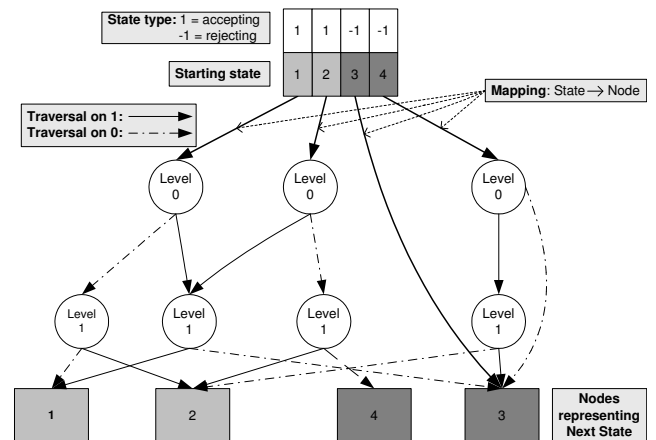 State type: 1 = accepting
-1 = rejecting
1 1 -1 -1
Starting state
1 2 3 4
Mapping: State → Node
Traversal on 1:
Traversal on 0:
Level
0
Level
0
Level
0
Level
1
Level
1
Level
1
Level
1
1
2
4
3
Nodes
representing
Next State